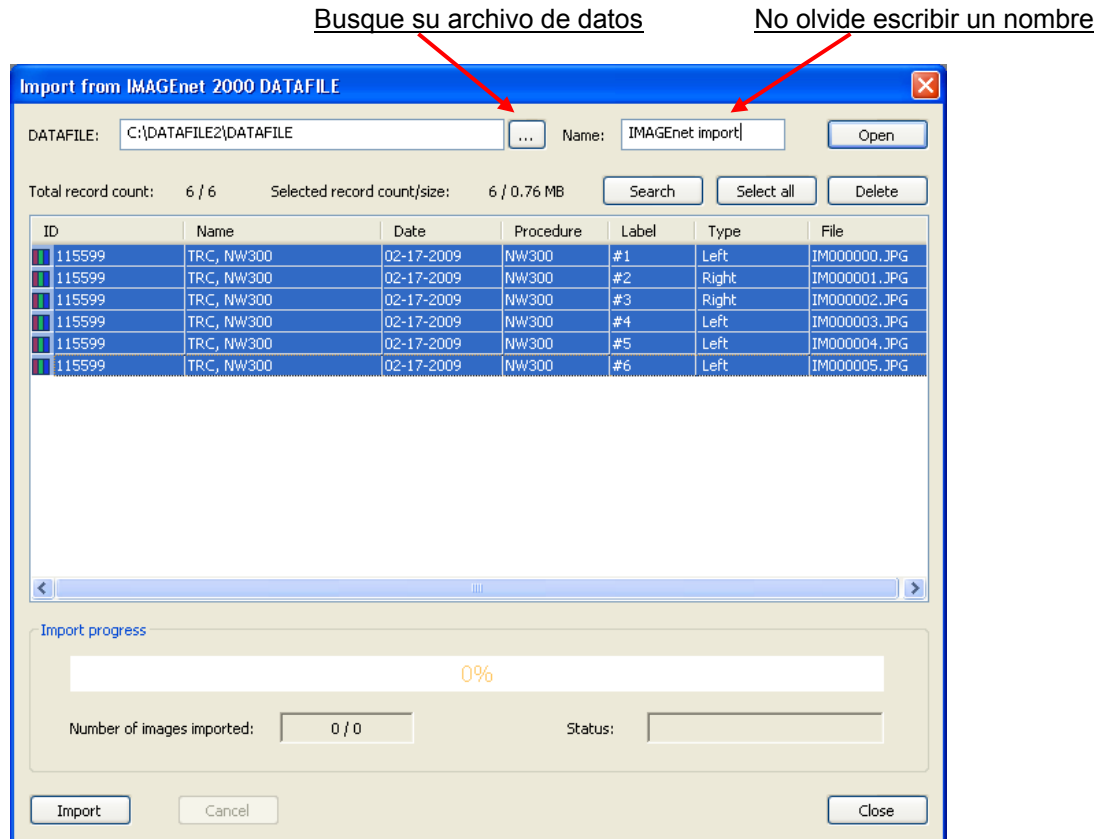 Busque su archivo de datos No olvide escribir un nombre
Import from IMAGEnet 2000 DATAFILE
DATAFILE: C:\DATAFILE2\DATAFILE ... Name: IMAGEnet import Open
Total record count: 6 / 6 Selected record count/size: 6 / 0.76 MB Search Select all Delete
ID Name Date Procedure Label Type File
115599 TRC, NW300 02-17-2009 NW300 #1 Left IM000000.JPG
115599 TRC, NW300 02-17-2009 NW300 #2 Right IM000001.JPG
115599 TRC, NW300 02-17-2009 NW300 #3 Right IM000002.JPG
115599 TRC, NW300 02-17-2009 NW300 #4 Left IM000003.JPG
115599 TRC, NW300 02-17-2009 NW300 #5 Left IM000004.JPG
115599 TRC, NW300 02-17-2009 NW300 #6 Left IM000005.JPG
Import progress
0%
Number of images imported: 0 / 0 Status:
Import Cancel Close